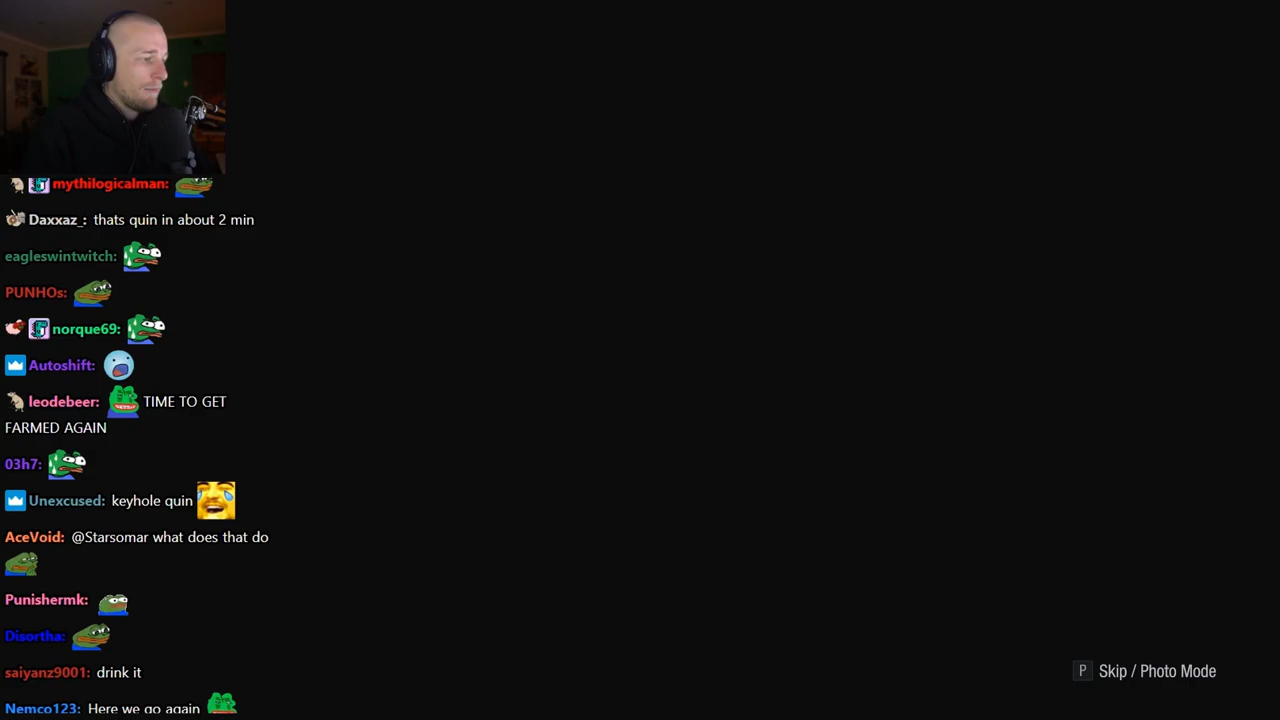 mythilogicalman:
Daxxaz_: thats quin in about 2 min
eagleswintwitch:
PUNHOs:
norque69:
Autoshift:
leodebeer: TIME TO GET
FARMED AGAIN
03h7:
Unexcused: keyhole quin
AceVoid: @Starsomar what does that do
Punishermk:
Disortha:
saiyanz9001: drink it
P Skip / Photo Mode
Nemco123: Here we go again